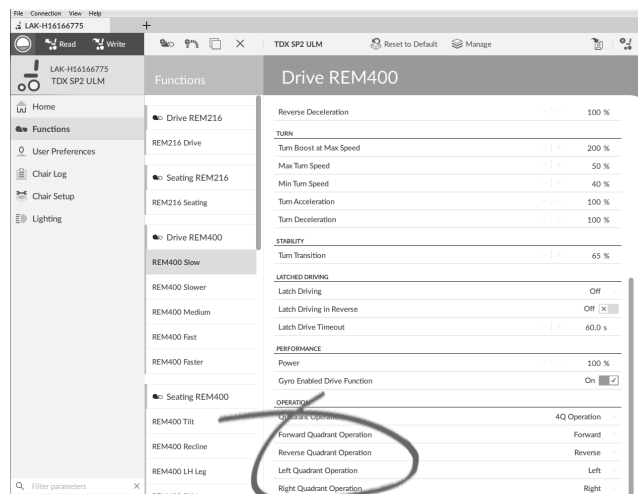 File Connection View Help
LAK-H16166775 +
Read Write TDX SP2 ULM Reset to Default Manage
LAK-H16166775
TDX SP2 ULM
Functions
Drive REM400
Home
Functions
User Preferences
Chair Log
Chair Setup
Lighting
Filter parameters
Drive REM216
REM216 Drive
Seating REM216
REM216 Seating
Drive REM400
REM400 Slow
REM400 Slower
REM400 Medium
REM400 Fast
REM400 Faster
Seating REM400
REM400 Tilt
REM400 Recline
REM400 LH Leg
Reverse Deceleration 100 %
TURN
Turn Boost at Max Speed 200 %
Max Turn Speed 50 %
Min Turn Speed 40 %
Turn Acceleration 100 %
Turn Deceleration 100 %
STABILITY
Turn Transition 65 %
LATCHED DRIVING
Latch Driving Off
Latch Driving in Reverse Off
Latch Drive Timeout 60.0 s
PERFORMANCE
Power 100 %
Gyro Enabled Drive Function On
OPERATION
Quadrant Operation 4Q Operation
Forward Quadrant Operation Forward
Reverse Quadrant Operation Reverse
Left Quadrant Operation Left
Right Quadrant Operation Right